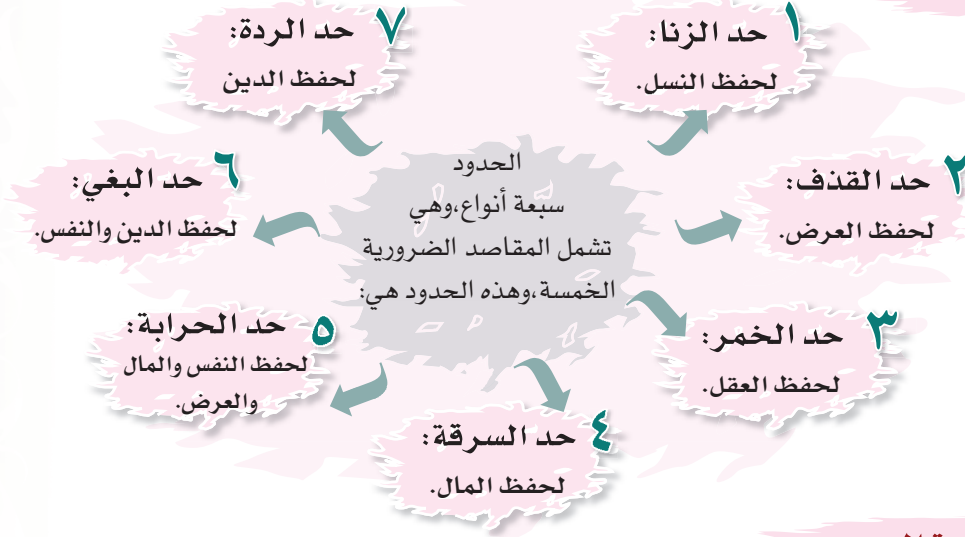 الحدود
سبعة أنواع،وهي
تشمل المقاصد الضرورية
الخمسة،وهذه الحدود هي:
١ حد الزنا:
لحفظ النسل.
٢ حد القذف:
لحفظ العرض.
٣ حد الخمر:
لحفظ العقل.
٤ حد السرقة:
لحفظ المال.
٥ حد الحرابة:
لحفظ النفس والمال
والعرض.
٦ حد البغي:
لحفظ الدين والنفس.
٧ حد الردة:
لحفظ الدين